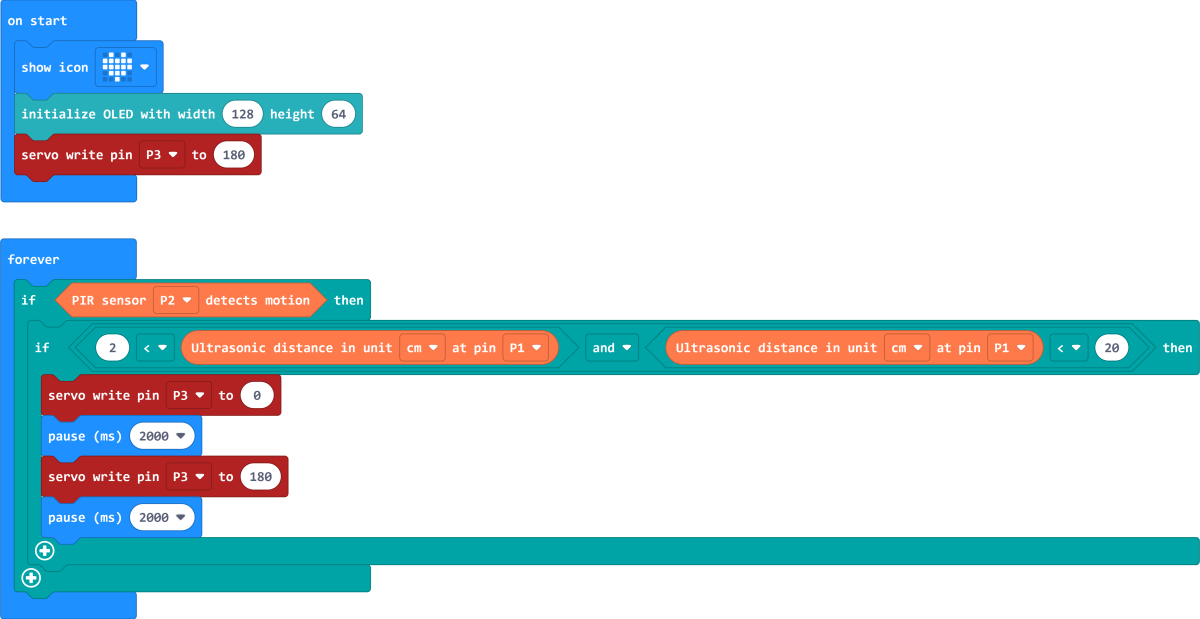 on start
show icon
initialize OLED with width 128 height 64
servo write pin P3 to 180
forever
if PIR sensor P2 detects motion then
if 2 < Ultrasonic distance in unit cm at pin P1 and Ultrasonic distance in unit cm at pin P1 < 20 then
servo write pin P3 to 0
pause (ms) 2000
servo write pin P3 to 180
pause (ms) 2000